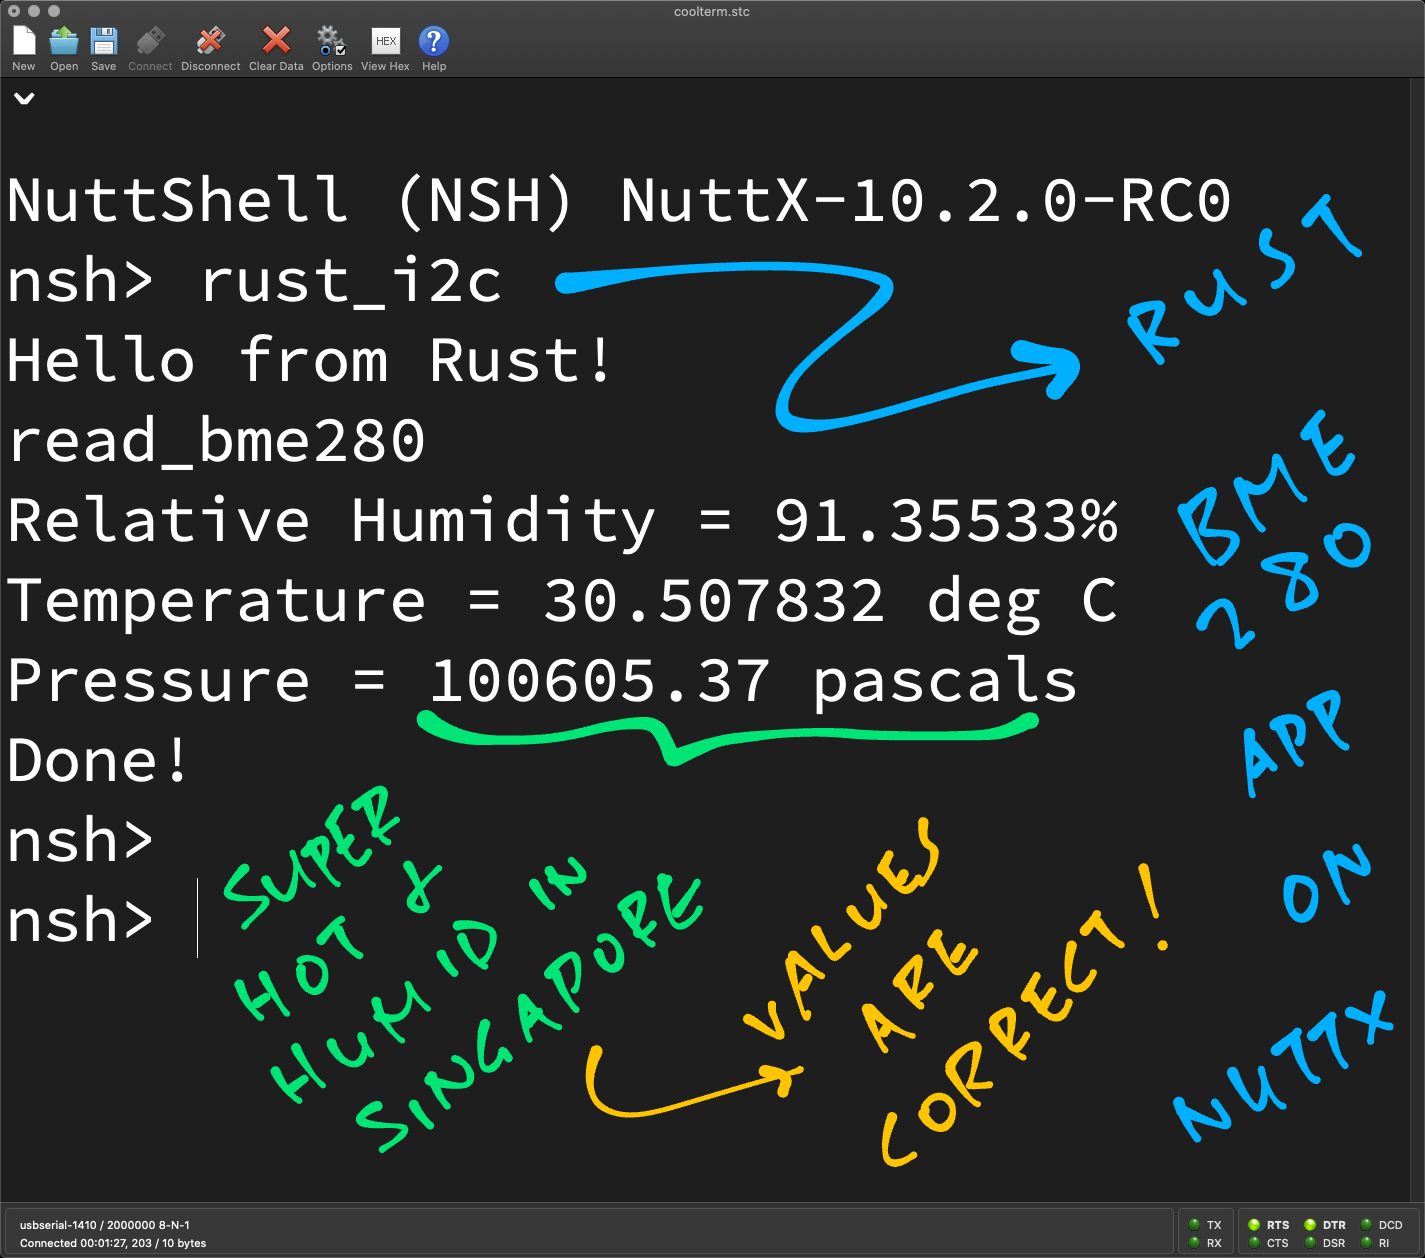 coolterm.stc
New Open Save Connect Disconnect Clear Data Options HEX View Hex ? Help
NuttShell (NSH) NuttX-10.2.0-RC0
nsh> rust_i2c
Hello from Rust!
read_bme280
Relative Humidity = 91.35533%
Temperature = 30.507832 deg C
Pressure = 100605.37 pascals
Done!
nsh>
nsh>
RUST
BME
280
APP
ON
NUTTX
SUPER
HOT &
HUMID IN
SINGAPORE
VALUES
ARE
CORRECT!
usbserial-1410 / 2000000 8-N-1
Connected 00:01:27, 203 / 10 bytes
TX RTS DTR DCD
RX CTS DSR RI